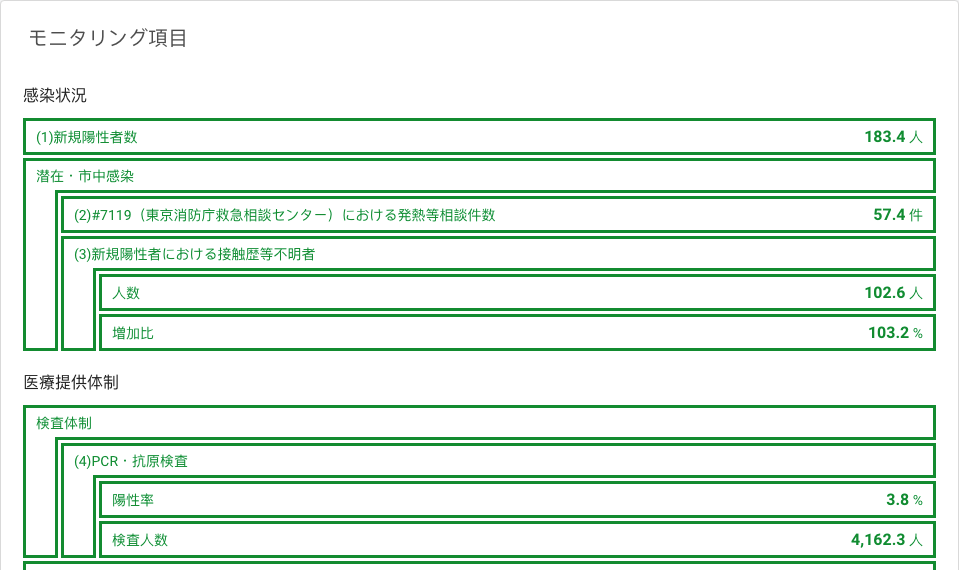 モニタリング項目
感染状況
(1)新規陽性者数 183.4 人
潜在・市中感染
(2)#7119（東京消防庁救急相談センター）における発熱等相談件数 57.4 件
(3)新規陽性者における接触歴等不明者
人数 102.6 人
増加比 103.2 %
医療提供体制
検査体制
(4)PCR・抗原検査
陽性率 3.8 %
検査人数 4,162.3 人